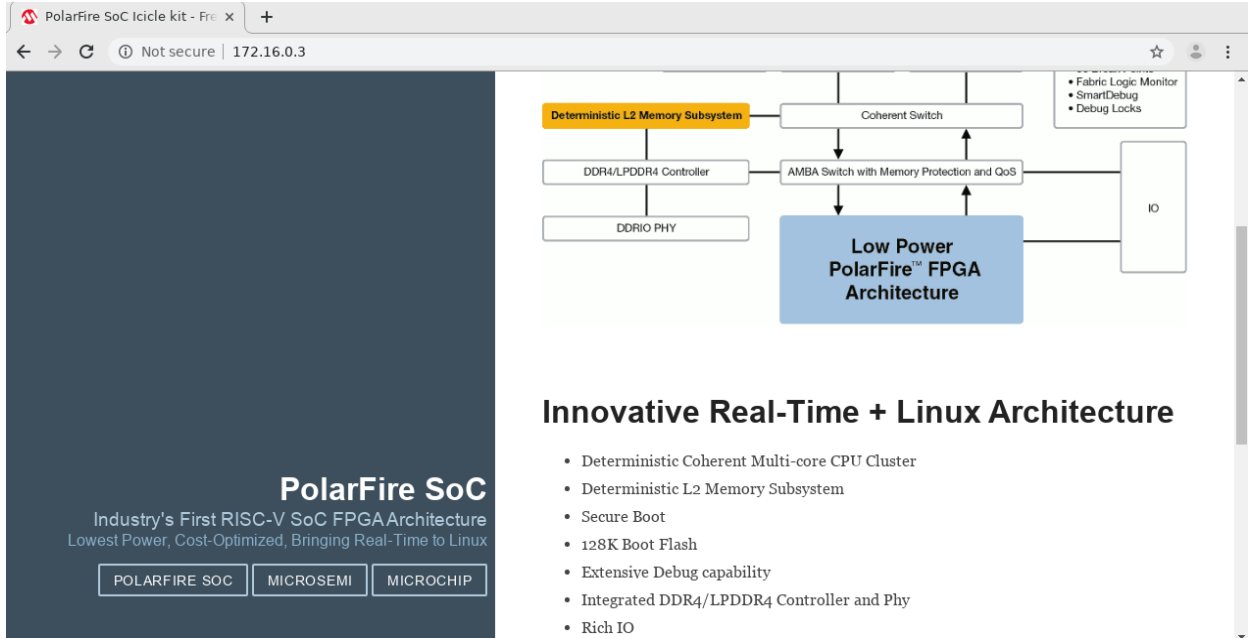 PolarFire SoC Icicle kit - Fre
Not secure | 172.16.0.3
• Fabric Logic Monitor
• SmartDebug
• Debug Locks
Deterministic L2 Memory Subsystem
Coherent Switch
DDR4/LPDDR4 Controller
AMBA Switch with Memory Protection and QoS
IO
DDRIO PHY
Low Power
PolarFire™ FPGA
Architecture
Innovative Real-Time + Linux Architecture
• Deterministic Coherent Multi-core CPU Cluster
• Deterministic L2 Memory Subsystem
• Secure Boot
• 128K Boot Flash
• Extensive Debug capability
• Integrated DDR4/LPDDR4 Controller and Phy
• Rich IO
PolarFire SoC
Industry's First RISC-V SoC FPGA Architecture
Lowest Power, Cost-Optimized, Bringing Real-Time to Linux
POLARFIRE SOC
MICROSEMI
MICROCHIP